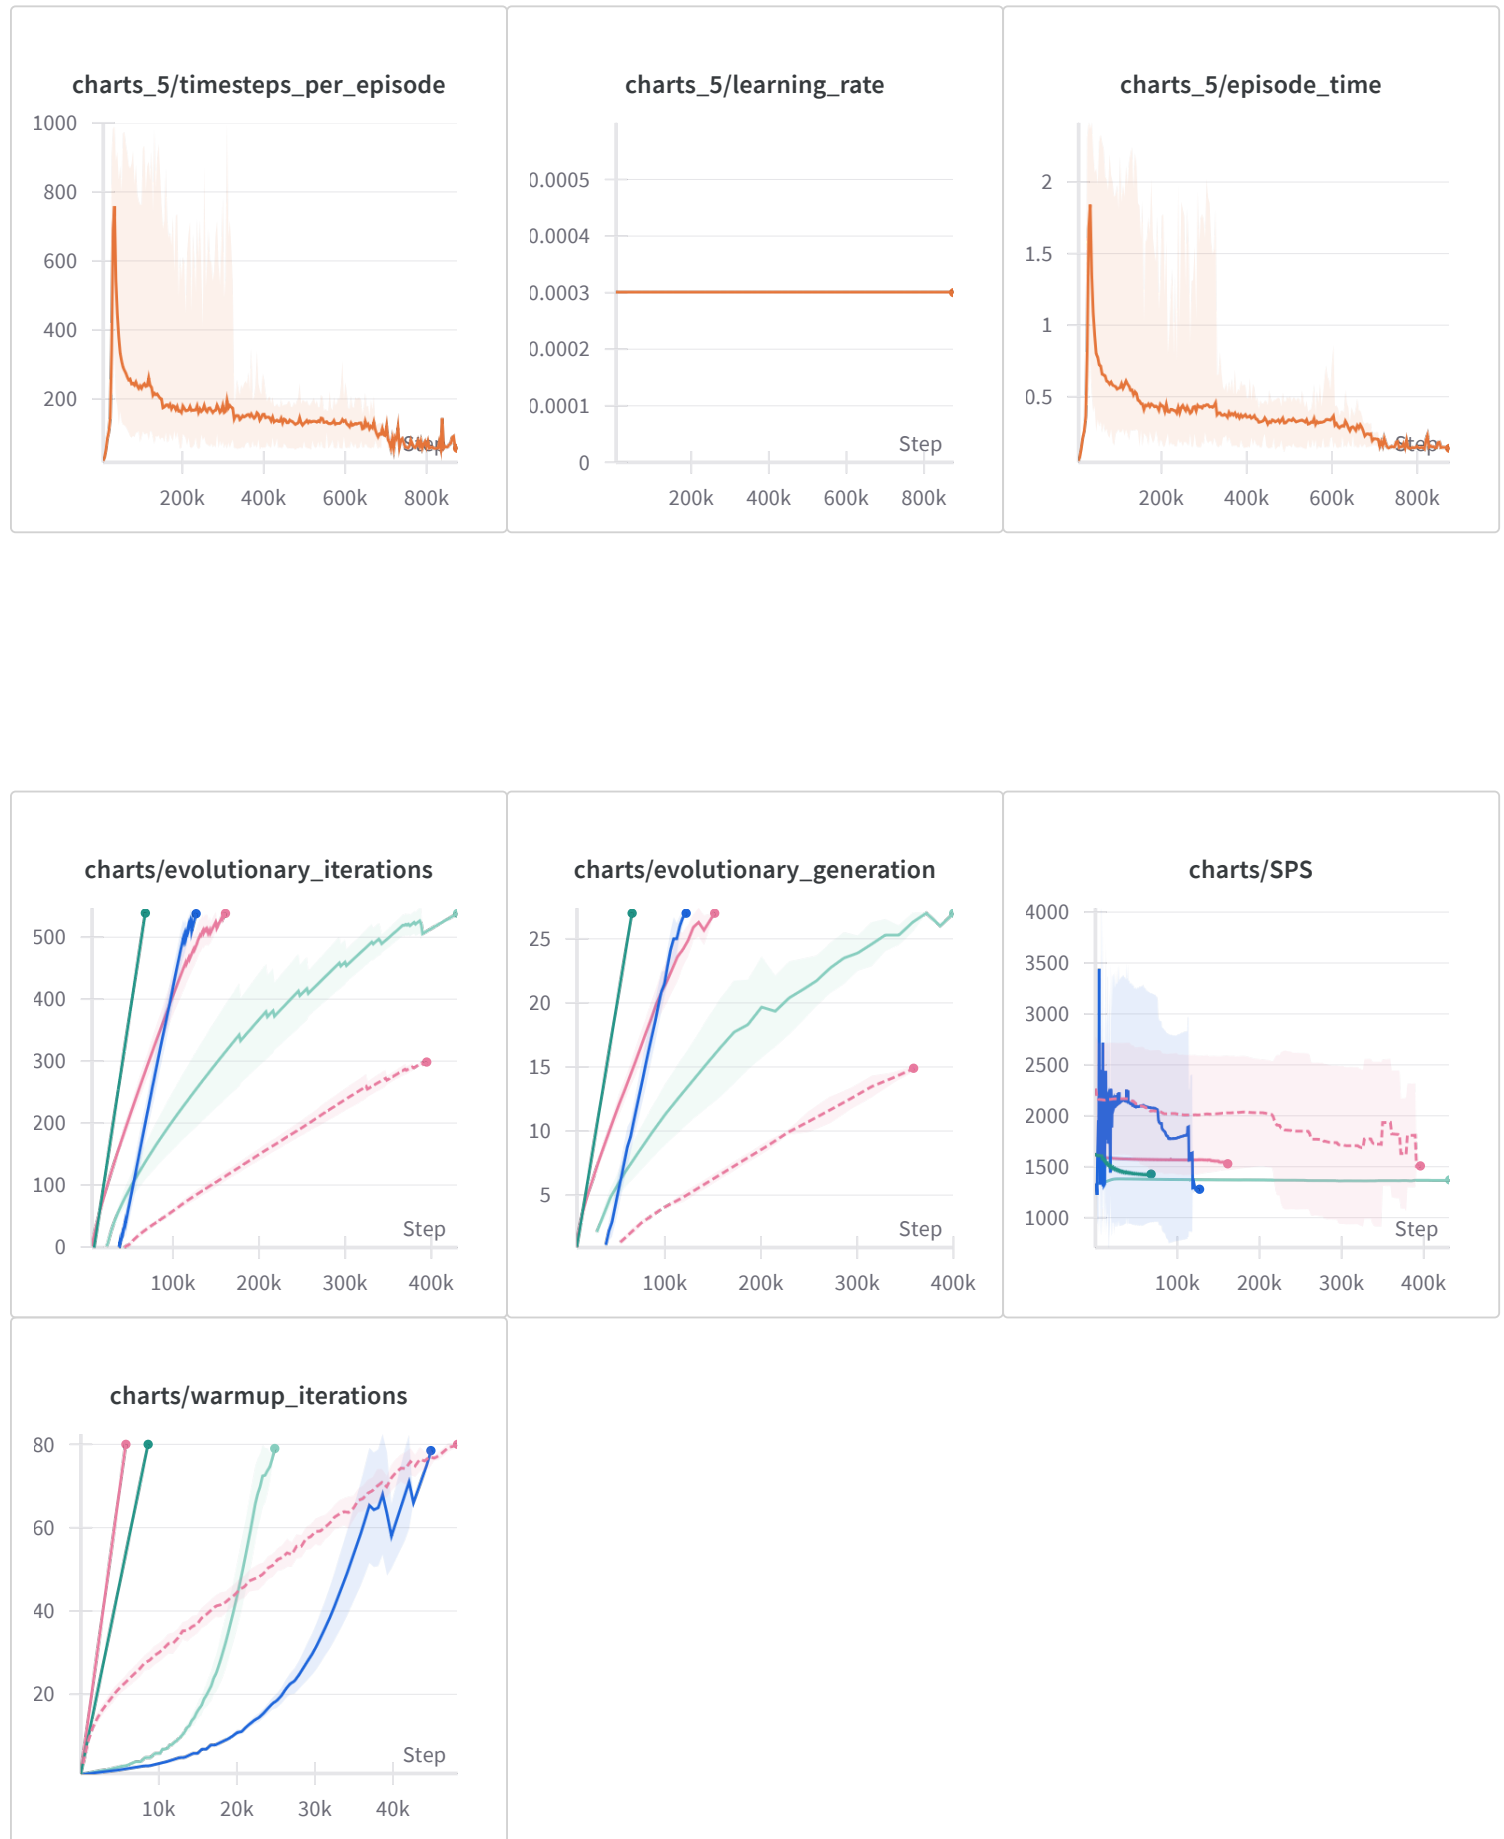 charts_5/timesteps_per_episode
1000
800
600
400
200
Step
200k 400k 600k 800k
charts_5/learning_rate
0.0005
0.0004
0.0003
0.0002
0.0001
0
Step
200k 400k 600k 800k
charts_5/episode_time
2
1.5
1
0.5
Step
200k 400k 600k 800k
charts/evolutionary_iterations
500
400
300
200
100
0
Step
100k 200k 300k 400k
charts/evolutionary_generation
25
20
15
10
5
Step
100k 200k 300k 400k
charts/SPS
4000
3500
3000
2500
2000
1500
1000
Step
100k 200k 300k 400k
charts/warmup_iterations
80
60
40
20
Step
10k 20k 30k 40k